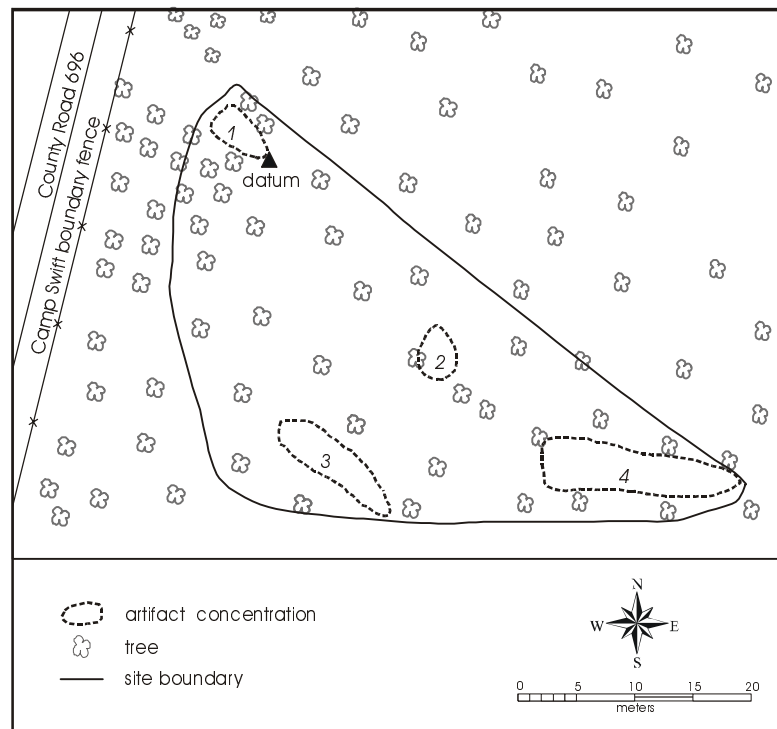 County Road 696
Camp Swift boundary fence
1
datum
2
3
4
artifact concentration
tree
site boundary
N
W E
S
0 5 10 15 20
meters